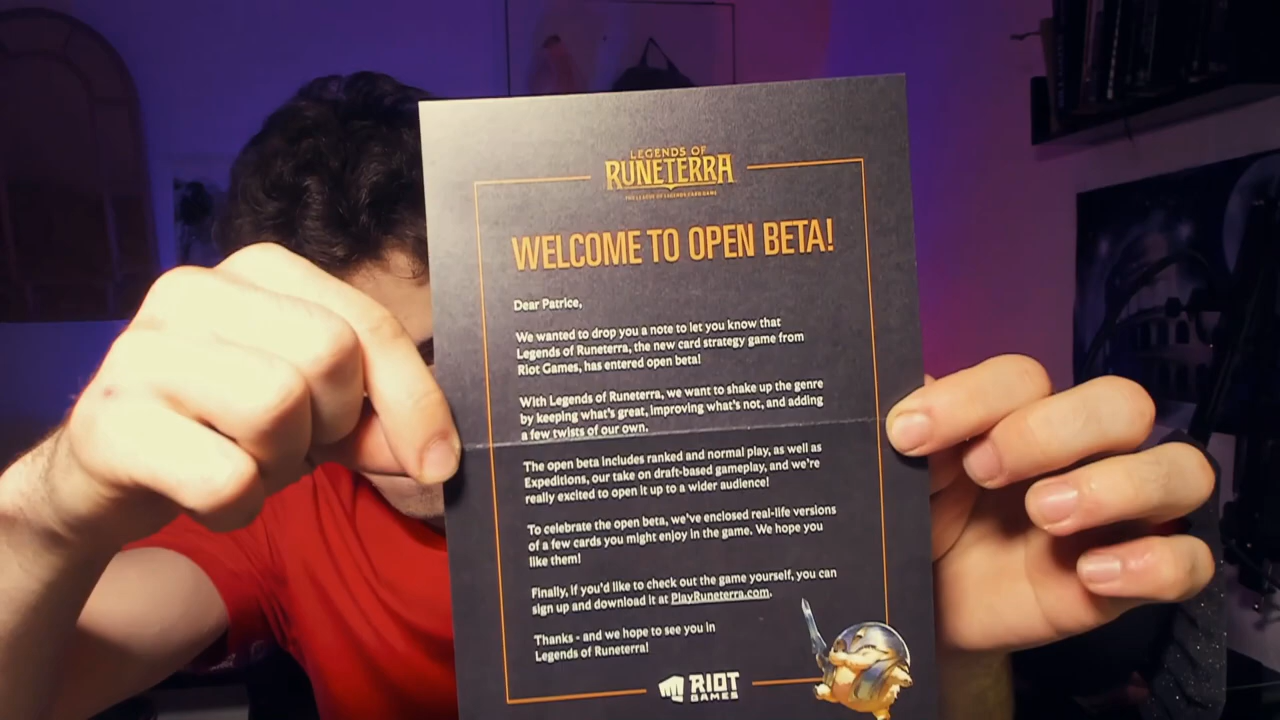 LEGENDS OF
RUNETERRA
THE LEAGUE OF LEGENDS CARD GAME
WELCOME TO OPEN BETA!
Dear Patrice,
We wanted to drop you a note to let you know that
Legends of Runeterra, the new card strategy game from
Riot Games, has entered open beta!
With Legends of Runeterra, we want to shake up the genre
by keeping what's great, improving what's not, and adding
a few twists of our own.
The open beta includes ranked and normal play, as well as
Expeditions, our take on draft-based gameplay, and we're
really excited to open it up to a wider audience!
To celebrate the open beta, we've enclosed real-life versions
of a few cards you might enjoy in the game. We hope you
like them!
Finally, if you'd like to check out the game yourself, you can
sign up and download it at PlayRuneterra.com.
Thanks - and we hope to see you in
Legends of Runeterra!
RIOT
GAMES